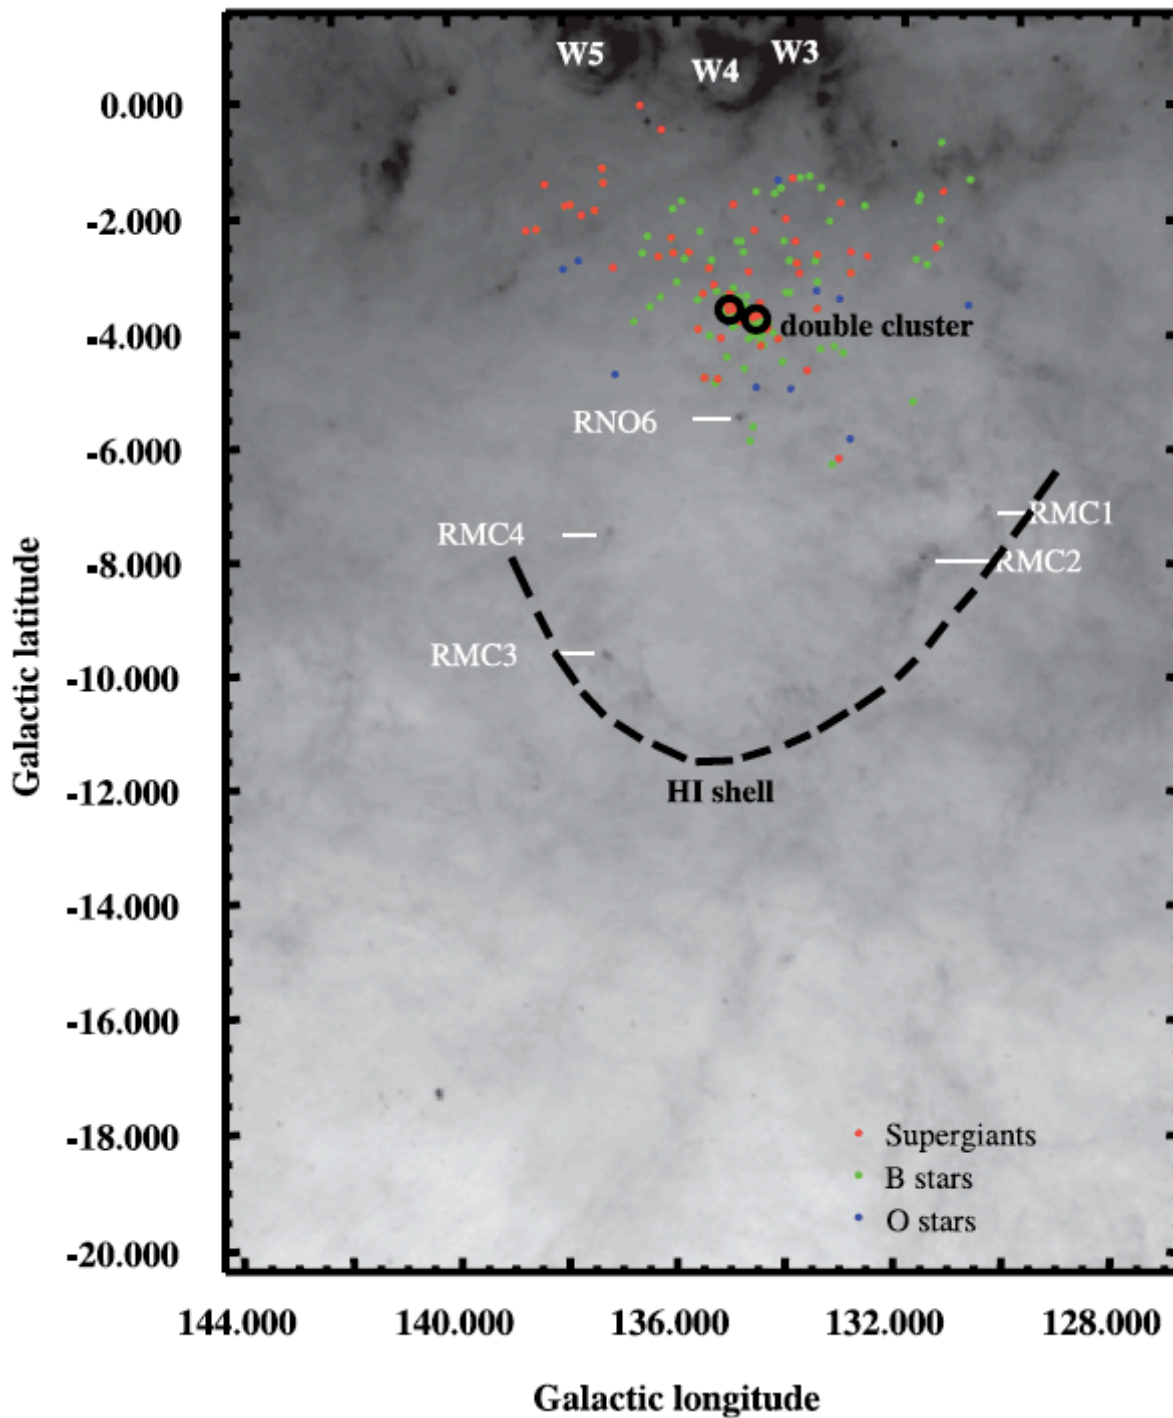 W5
W4
W3
0.000
-2.000
-4.000
-6.000
-8.000
-10.000
-12.000
-14.000
-16.000
-18.000
-20.000
Galactic latitude
double cluster
RNO6
RMC4
RMC1
RMC2
RMC3
HI shell
Supergiants
B stars
O stars
144.000
140.000
136.000
132.000
128.000
Galactic longitude